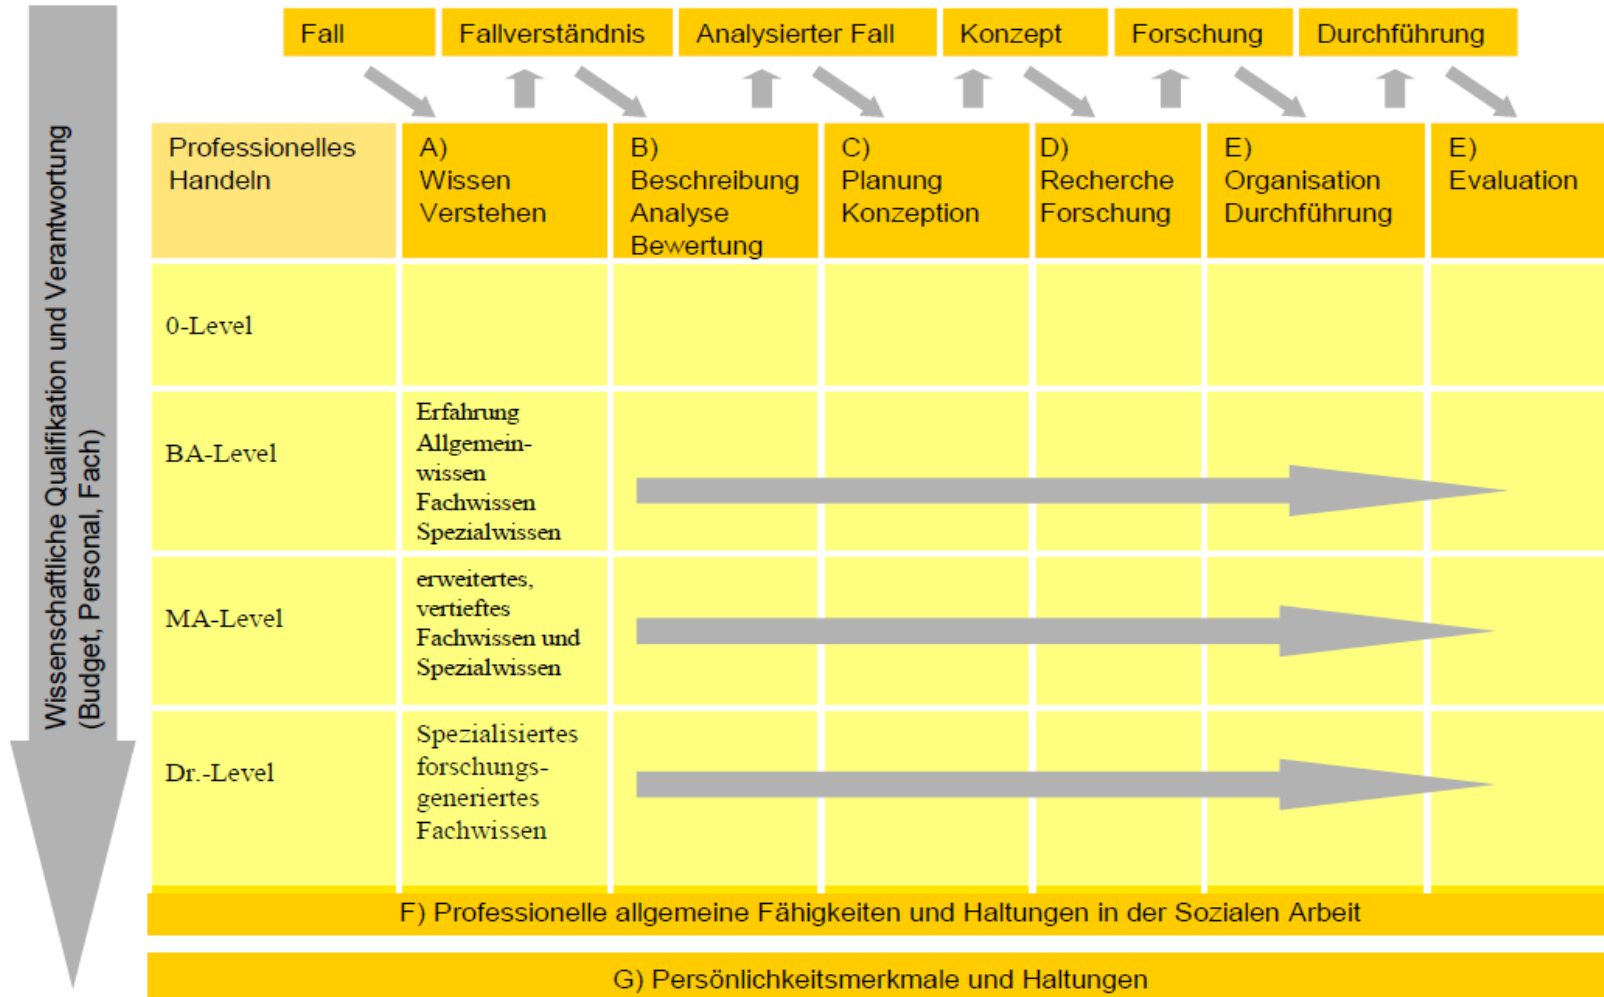 Fall
Fallverständnis
Analysierter Fall
Konzept
Forschung
Durchführung
Wissenschaftliche Qualifikation und Verantwortung
(Budget, Personal, Fach)
Professionelles
Handeln
A)
Wissen
Verstehen
B)
Beschreibung
Analyse
Bewertung
C)
Planung
Konzeption
D)
Recherche
Forschung
E)
Organisation
Durchführung
E)
Evaluation
0-Level
BA-Level
Erfahrung
Allgemein-
wissen
Fachwissen
Spezialwissen
MA-Level
erweitertes,
vertieftes
Fachwissen und
Spezialwissen
Dr.-Level
Spezialisiertes
forschungs-
generiertes
Fachwissen
F) Professionelle allgemeine Fähigkeiten und Haltungen in der Sozialen Arbeit
G) Persönlichkeitsmerkmale und Haltungen